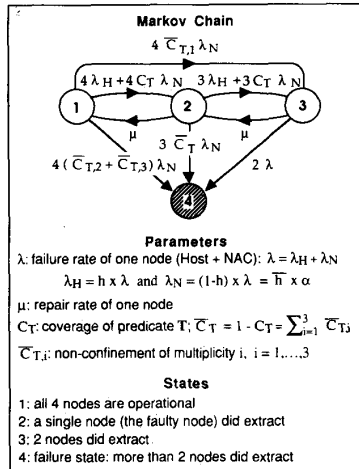 Markov Chain
4 C̅T,1 λN
4 λH + 4 CT λN
3 λH + 3 CT λN
1
2
3
μ
μ
3 C̅T λN
4 ( C̅T,2 + C̅T,3 ) λN
2 λ
4
Parameters
λ: failure rate of one node (Host + NAC): λ = λH + λN
λH = h x λ and λN = (1-h) x λ = h̅ x α
μ: repair rate of one node
CT: coverage of predicate T; C̅T = 1 - CT = ∑³i=1 C̅T,i
C̅T,i: non-confinement of multiplicity i, i = 1,...,3
States
1: all 4 nodes are operational
2: a single node (the faulty node) did extract
3: 2 nodes did extract
4: failure state: more than 2 nodes did extract